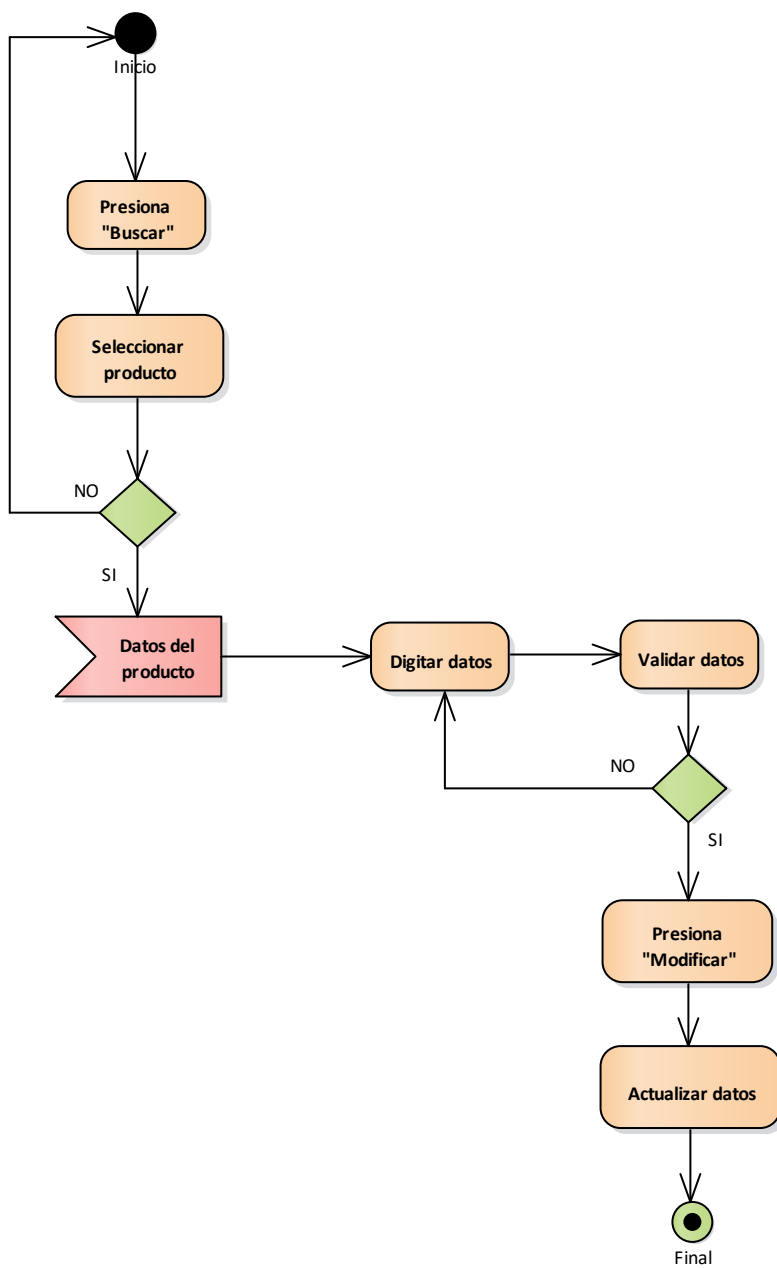 Inicio
Presiona
"Buscar"
Seleccionar
producto
NO
SI
Datos del
producto
Digitar datos
Validar datos
NO
SI
Presiona
"Modificar"
Actualizar datos
Final